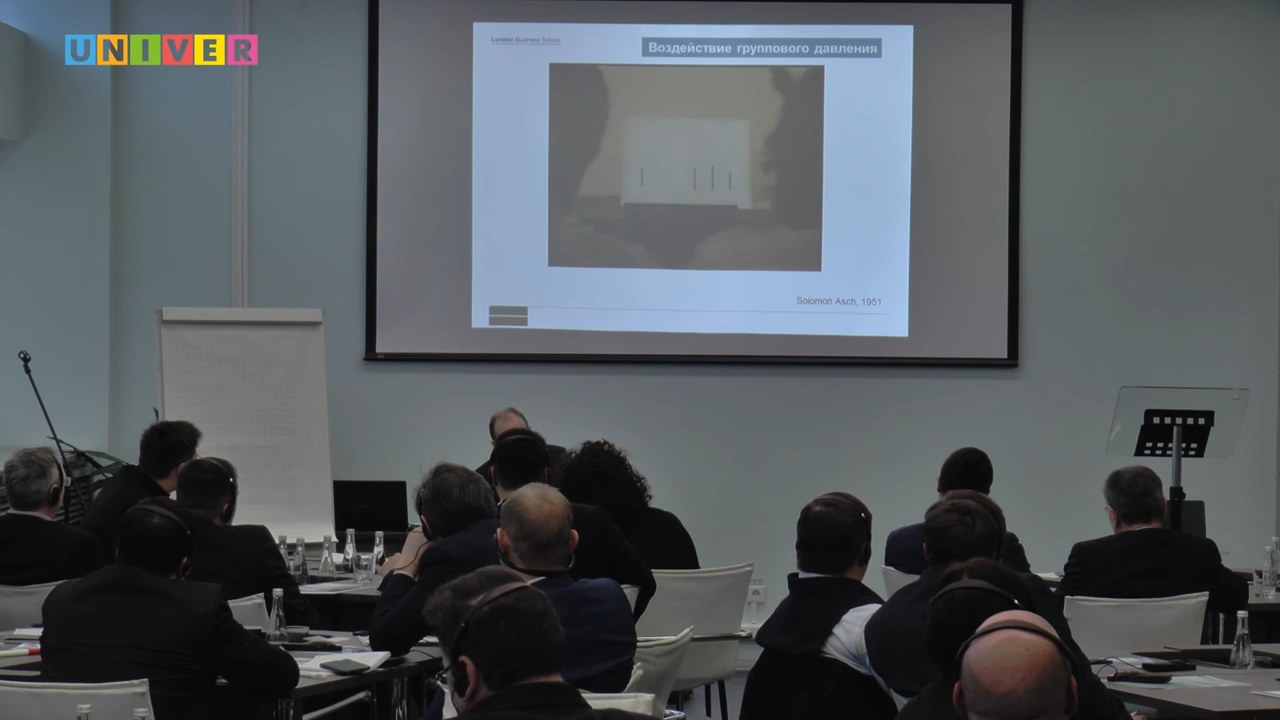 UNIVER
London Business School
Воздействие группового давления
Solomon Asch, 1951